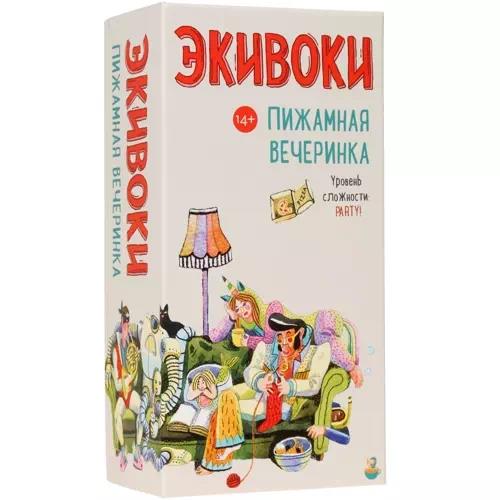 ЭКИВОКИ
14+
ПИЖАМНАЯ
ВЕЧЕРИНКА
Уровень
сложности:
PARTY!
ЭКИВОКИ
ПИЖАМНАЯ ВЕЧЕРИНКА